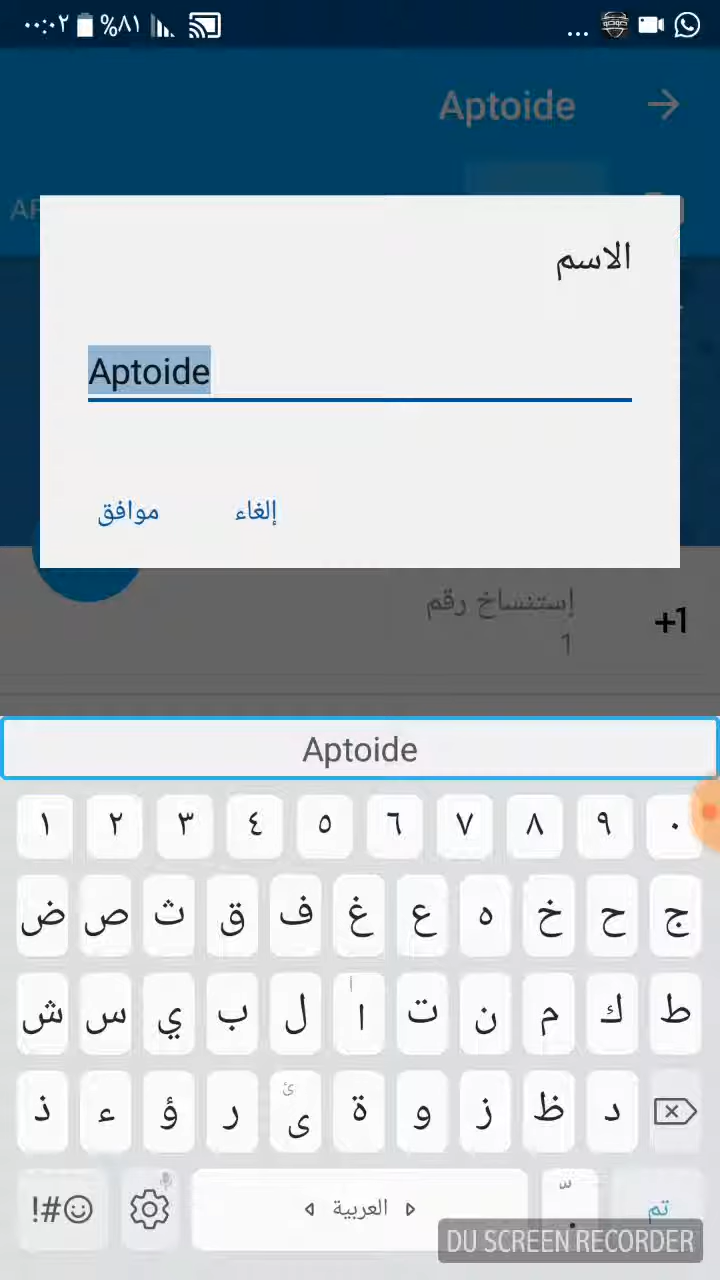 ٠٠:٠٢ %٨١ ...
Aptoide
الاسم
Aptoide
إلغاء موافق
إستنساخ رقم
1
+1
Aptoide
١ ٢ ٣ ٤ ٥ ٦ ٧ ٨ ٩ ٠
ض ص ث ق ف غ ع ه خ ح ج
ش س ي ب ل ا ت ن م ك ط
ذ ء ؤ ر ى ئ ة و ز ظ د
!#☺ العربية . تم
DU SCREEN RECORDER